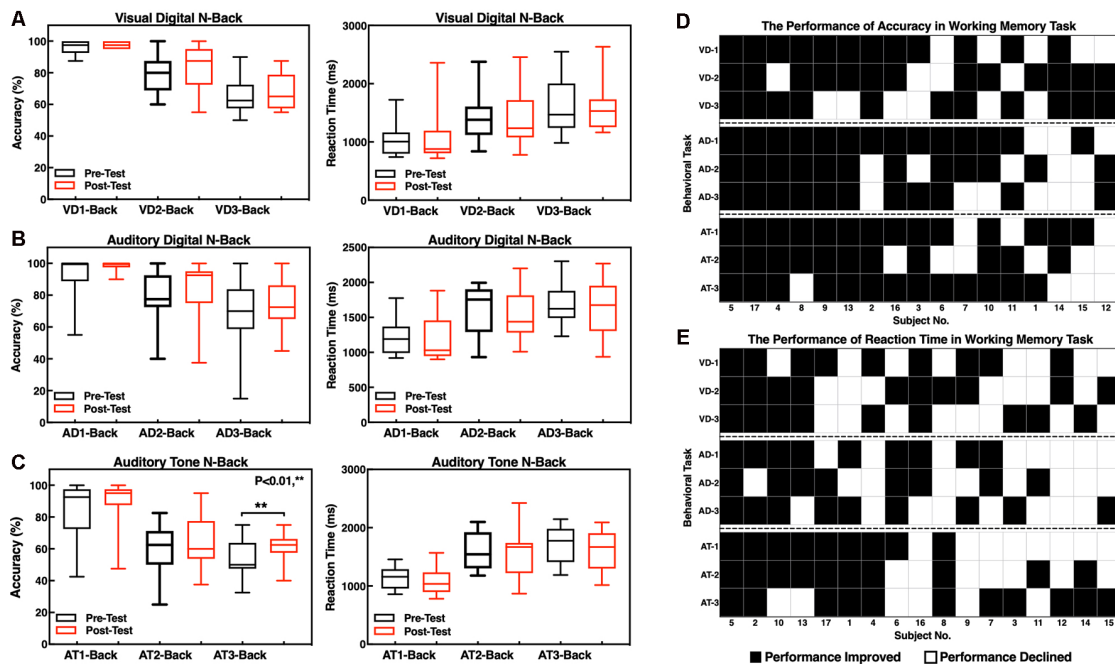 A
Visual Digital N-Back
Accuracy (%)
100
80
60
40
20
0
Pre-Test
Post-Test
VD1-Back VD2-Back VD3-Back
Visual Digital N-Back
Reaction Time (ms)
3000
2500
2000
1500
1000
500
0
Pre-Test
Post-Test
VD1-Back VD2-Back VD3-Back
B
Auditory Digital N-Back
Accuracy (%)
100
80
60
40
20
0
Pre-Test
Post-Test
AD1-Back AD2-Back AD3-Back
Auditory Digital N-Back
Reaction Time (ms)
2500
2000
1500
1000
500
0
Pre-Test
Post-Test
AD1-Back AD2-Back AD3-Back
C
Auditory Tone N-Back
Accuracy (%)
100
80
60
40
20
0
P<0.01,**
**
Pre-Test
Post-Test
AT1-Back AT2-Back AT3-Back
Auditory Tone N-Back
Reaction Time (ms)
3000
2000
1000
0
Pre-Test
Post-Test
AT1-Back AT2-Back AT3-Back
D
The Performance of Accuracy in Working Memory Task
Behavioral Task
VD-1
VD-2
VD-3
AD-1
AD-2
AD-3
AT-1
AT-2
AT-3
5 17 4 8 9 13 2 16 3 6 7 10 11 1 14 15 12
Subject No.
E
The Performance of Reaction Time in Working Memory Task
Behavioral Task
VD-1
VD-2
VD-3
AD-1
AD-2
AD-3
AT-1
AT-2
AT-3
5 2 10 13 17 1 4 6 16 8 9 7 3 11 12 14 15
Subject No.
Performance Improved Performance Declined